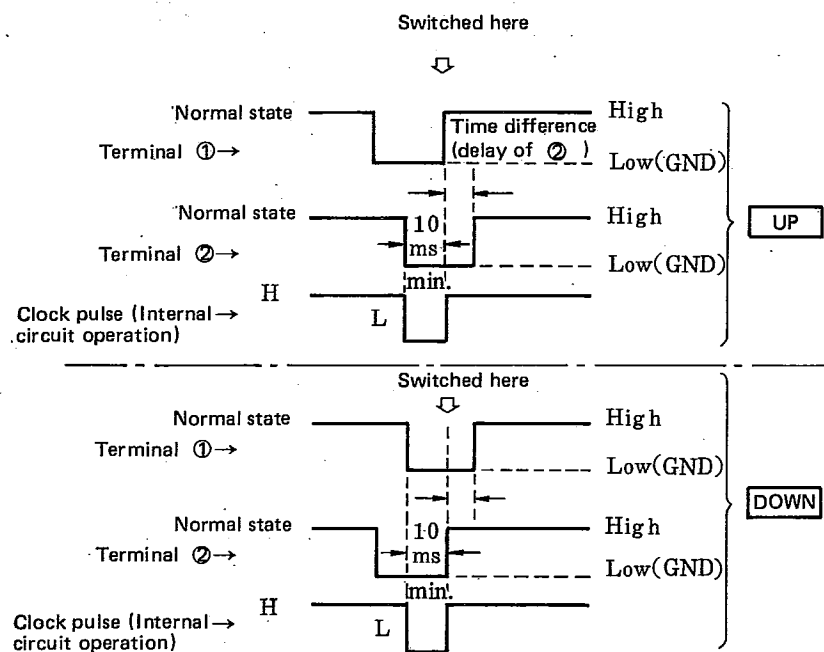 Switched here
Normal state
High
Time difference
(delay of ② )
Terminal ①→
Low(GND)
Normal state
High
UP
10
ms
Terminal ②→
Low(GND)
min.
H
Clock pulse (Internal→
circuit operation)
L
Switched here
Normal state
High
Terminal ①→
Low(GND)
DOWN
Normal state
High
10
ms
Terminal ②→
Low(GND)
min.
H
Clock pulse (Internal→
circuit operation)
L